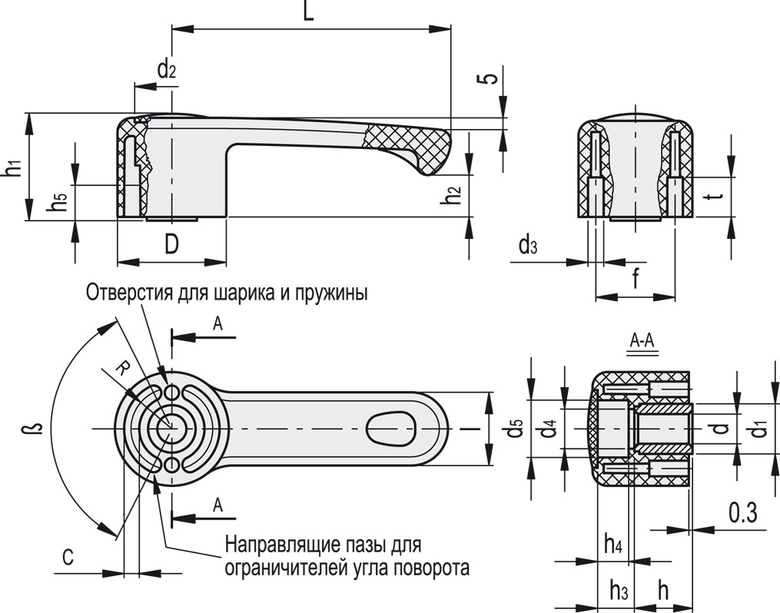 L
d2
5
h1
h5
h2
t
D
d3
f
Отверстия для шарика и пружины
A
A-A
R
ß
l
d5
d4
d
d1
A
0.3
C
Направлящие пазы для
ограничителей угла поворота
h4
h3
h